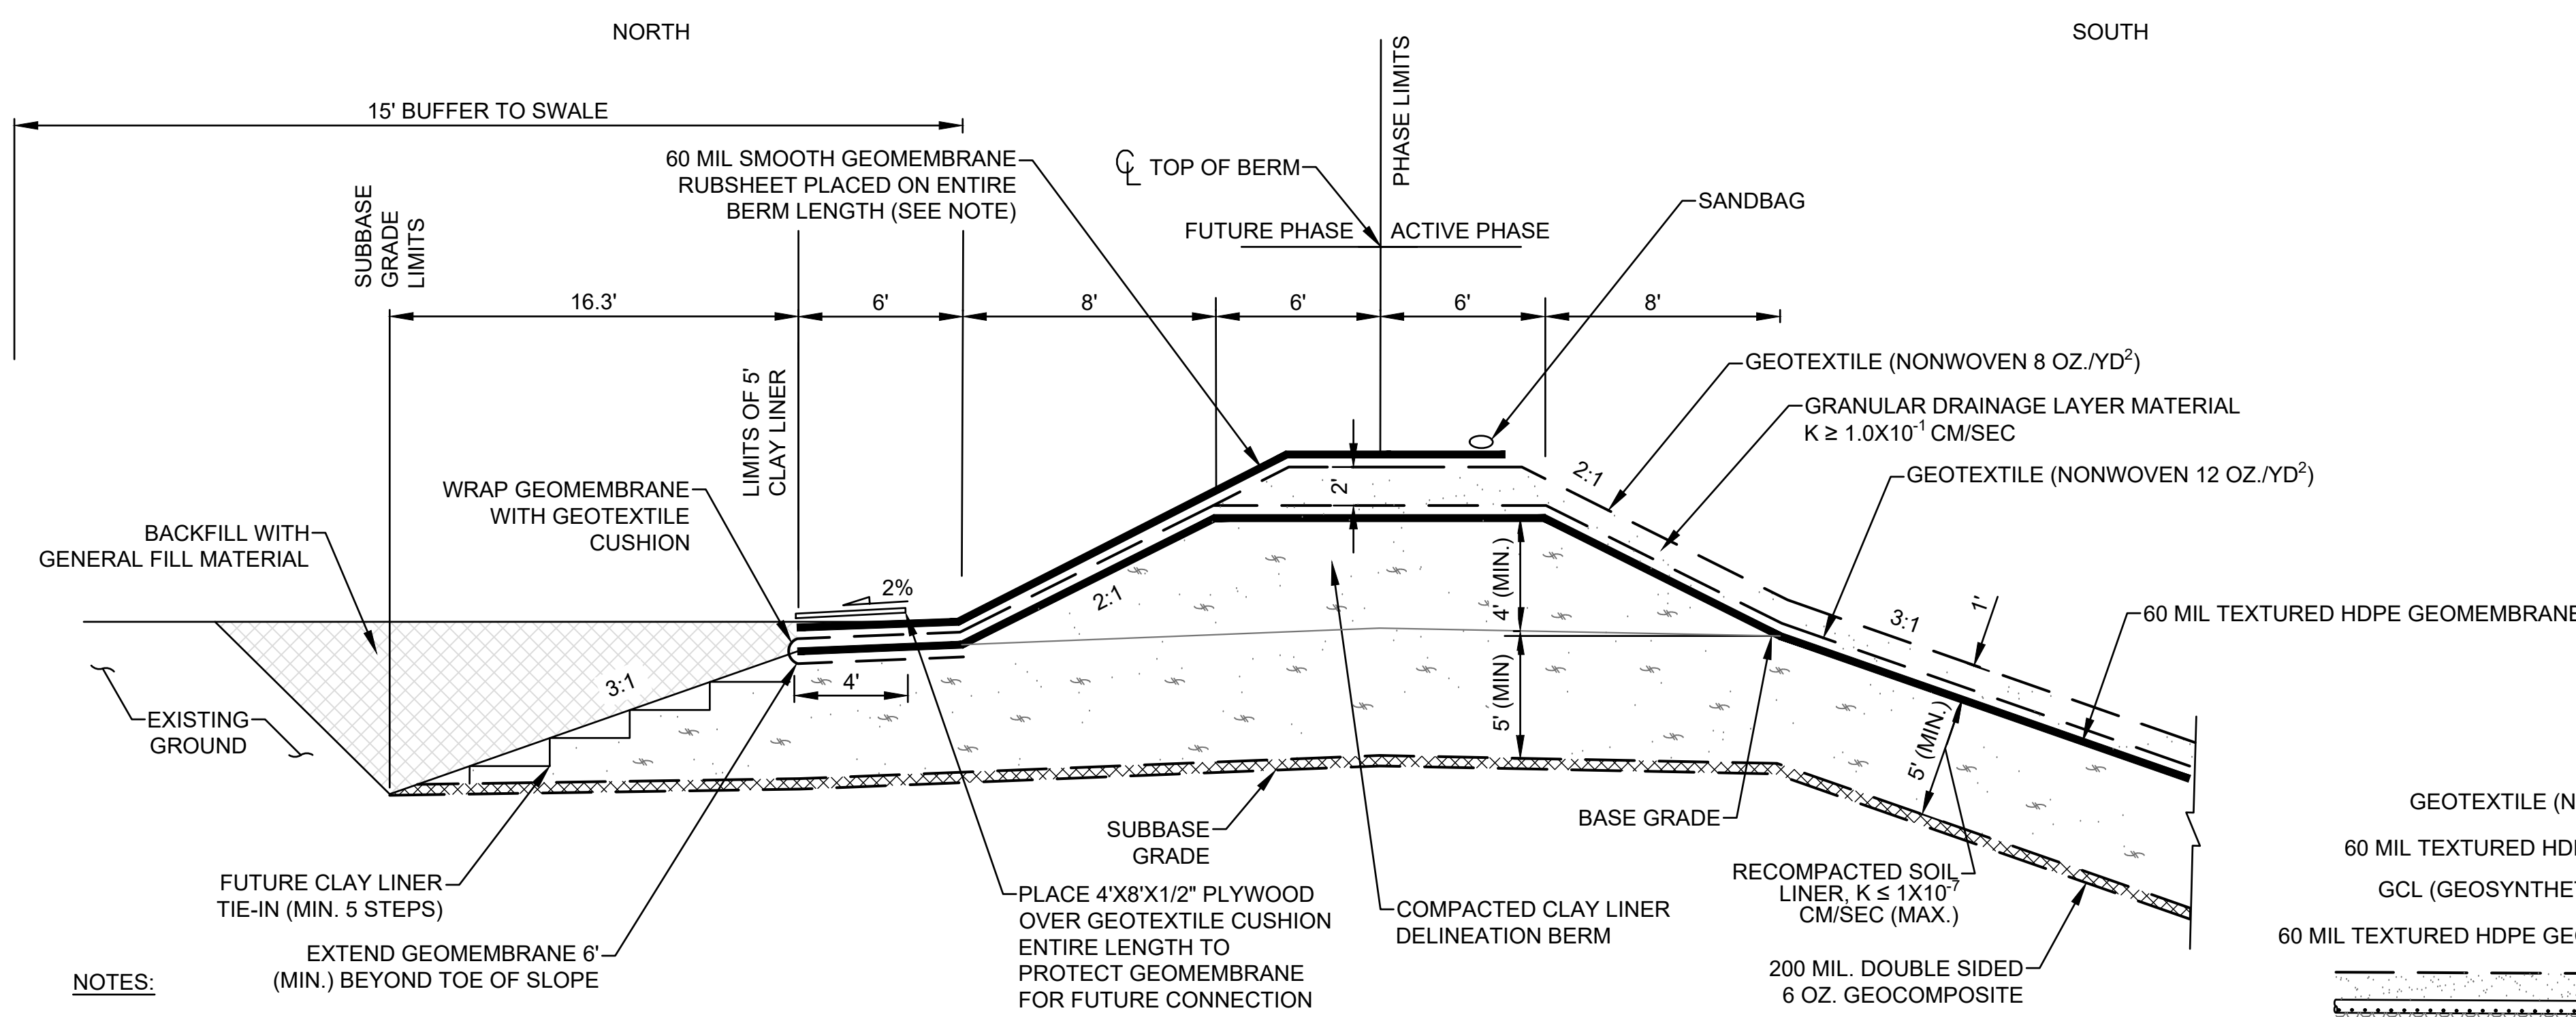 NORTH
SOUTH
15' BUFFER TO SWALE
SUBBASE
GRADE
LIMITS
60 MIL SMOOTH GEOMEMBRANE
RUBSHEET PLACED ON ENTIRE
BERM LENGTH (SEE NOTE)
℄ TOP OF BERM
PHASE LIMITS
FUTURE PHASE
ACTIVE PHASE
SANDBAG
16.3'
6'
8'
6'
6'
8'
LIMITS OF 5'
CLAY LINER
GEOTEXTILE (NONWOVEN 8 OZ./YD²)
GRANULAR DRAINAGE LAYER MATERIAL
K ≥ 1.0X10⁻¹ CM/SEC
GEOTEXTILE (NONWOVEN 12 OZ./YD²)
2:1
2'
WRAP GEOMEMBRANE
WITH GEOTEXTILE
CUSHION
BACKFILL WITH
GENERAL FILL MATERIAL
2%
2:1
4' (MIN.)
3:1
1'
60 MIL TEXTURED HDPE GEOMEMBRANE
3:1
4'
5' (MIN)
5' (MIN.)
EXISTING
GROUND
SUBBASE
GRADE
BASE GRADE
GEOTEXTILE (N
60 MIL TEXTURED HD
GCL (GEOSYNTHE
60 MIL TEXTURED HDPE GE
RECOMPACTED SOIL
LINER, K ≤ 1X10⁻⁷
CM/SEC (MAX.)
FUTURE CLAY LINER
TIE-IN (MIN. 5 STEPS)
PLACE 4'X8'X1/2" PLYWOOD
OVER GEOTEXTILE CUSHION
ENTIRE LENGTH TO
PROTECT GEOMEMBRANE
FOR FUTURE CONNECTION
COMPACTED CLAY LINER
DELINEATION BERM
EXTEND GEOMEMBRANE 6'
(MIN.) BEYOND TOE OF SLOPE
200 MIL. DOUBLE SIDED
6 OZ. GEOCOMPOSITE
NOTES: